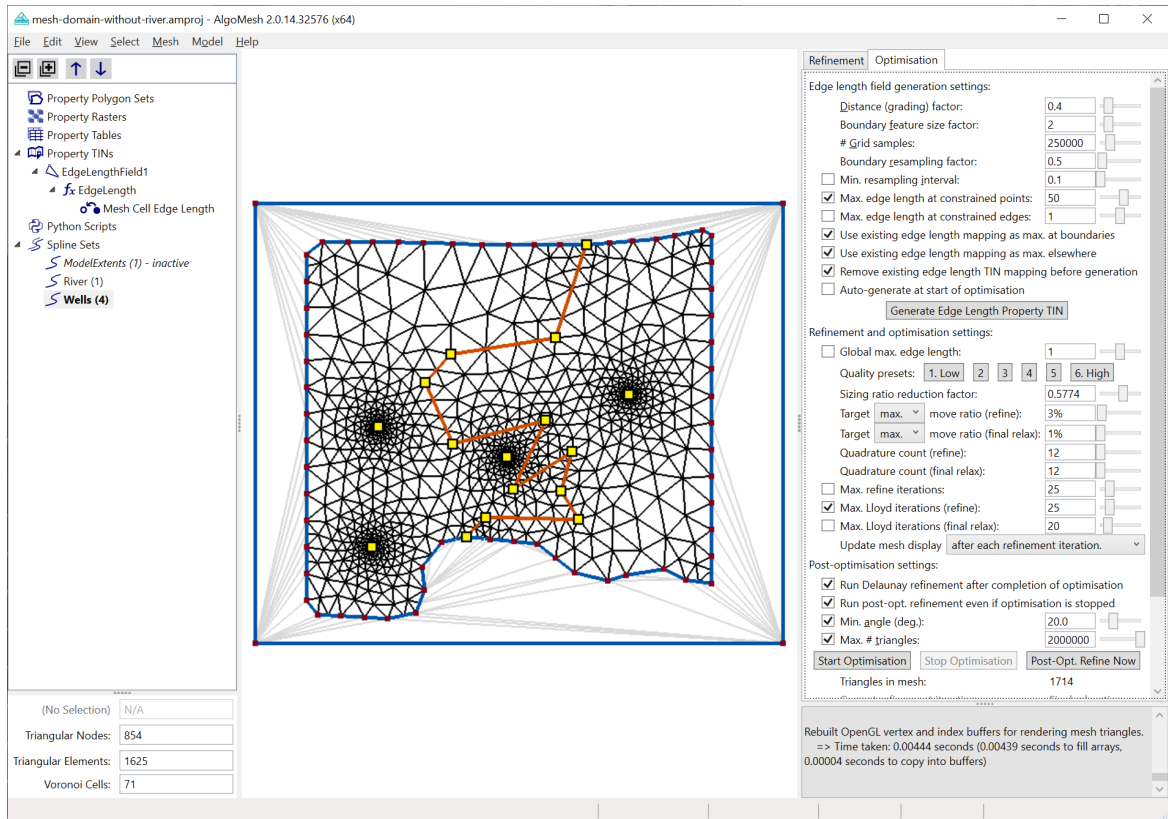 mesh-domain-without-river.amproj - AlgoMesh 2.0.14.32576 (x64)
File Edit View Select Mesh Model Help
Property Polygon Sets
Property Rasters
Property Tables
Property TINs
EdgeLengthField1
fx EdgeLength
Mesh Cell Edge Length
Python Scripts
Spline Sets
ModelExtents (1) - inactive
River (1)
Wells (4)
(No Selection) N/A
Triangular Nodes: 854
Triangular Elements: 1625
Voronoi Cells: 71
Refinement Optimisation
Edge length field generation settings:
Distance (grading) factor: 0.4
Boundary feature size factor: 2
# Grid samples: 250000
Boundary resampling factor: 0.5
Min. resampling interval: 0.1
Max. edge length at constrained points: 50
Max. edge length at constrained edges: 1
Use existing edge length mapping as max. at boundaries
Use existing edge length mapping as max. elsewhere
Remove existing edge length TIN mapping before generation
Auto-generate at start of optimisation
Generate Edge Length Property TIN
Refinement and optimisation settings:
Global max. edge length: 1
Quality presets: 1. Low 2 3 4 5 6. High
Sizing ratio reduction factor: 0.5774
Target max. move ratio (refine): 3%
Target max. move ratio (final relax): 1%
Quadrature count (refine): 12
Quadrature count (final relax): 12
Max. refine iterations: 25
Max. Lloyd iterations (refine): 25
Max. Lloyd iterations (final relax): 20
Update mesh display after each refinement iteration.
Post-optimisation settings:
Run Delaunay refinement after completion of optimisation
Run post-opt. refinement even if optimisation is stopped
Min. angle (deg.): 20.0
Max. # triangles: 2000000
Start Optimisation Stop Optimisation Post-Opt. Refine Now
Triangles in mesh: 1714
Rebuilt OpenGL vertex and index buffers for rendering mesh triangles.
=> Time taken: 0.00444 seconds (0.00439 seconds to fill arrays,
0.00004 seconds to copy into buffers)